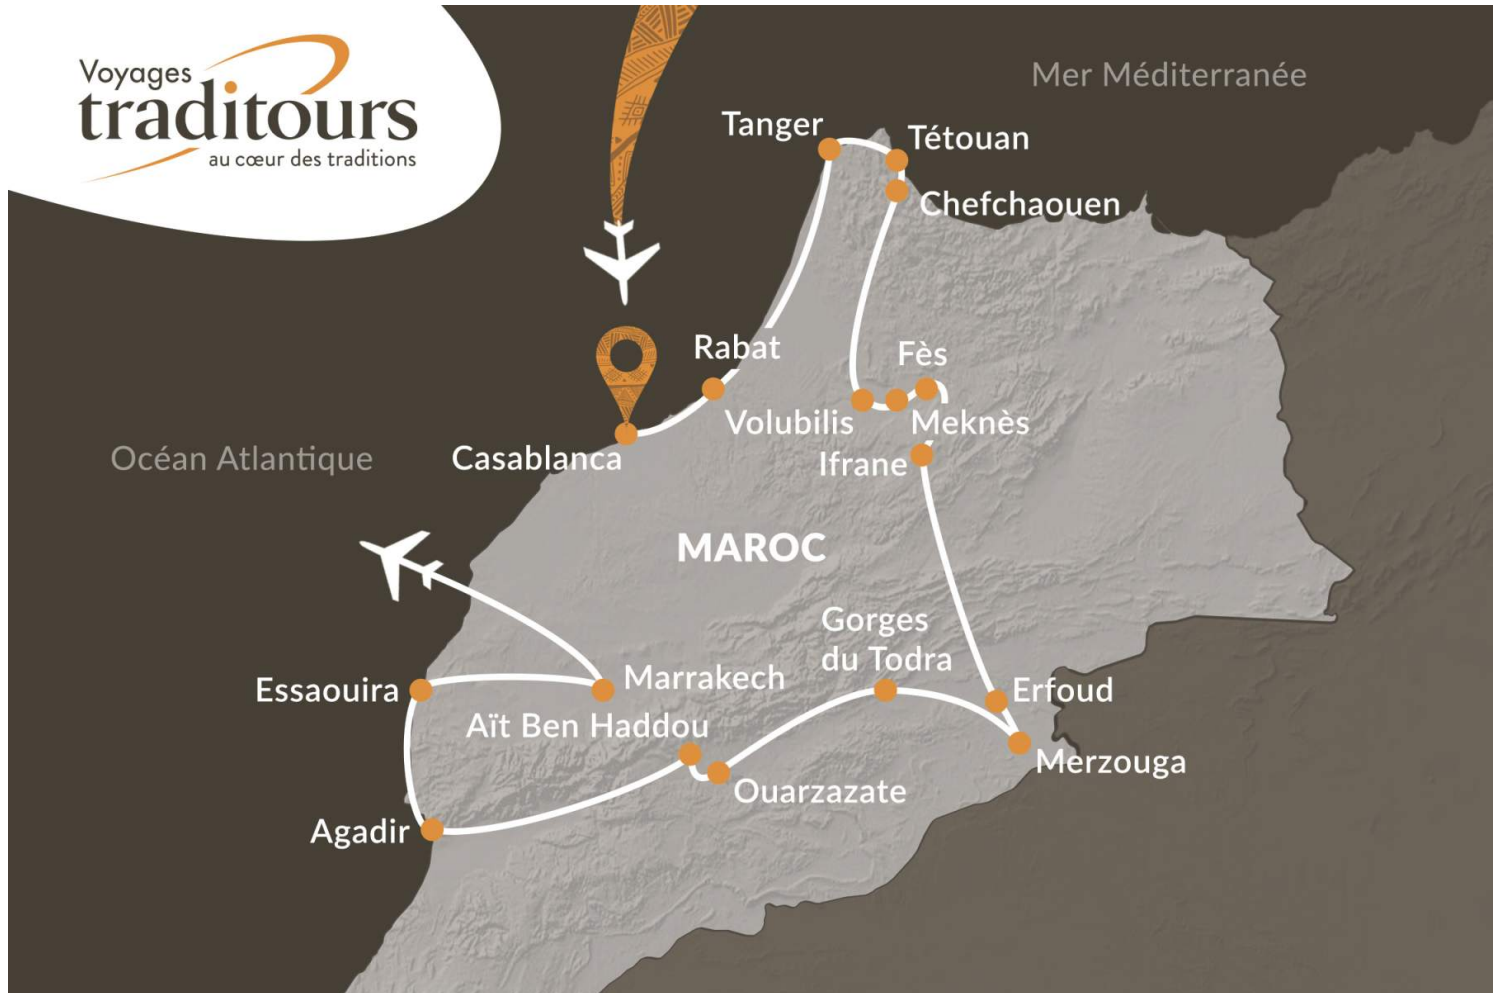 Voyages
traditours
au cœur des traditions
Mer Méditerranée
Tanger
Tétouan
Chefchaouen
Rabat
Fès
Volubilis
Meknès
Casablanca
Ifrane
Océan Atlantique
MAROC
Gorges
du Todra
Essaouira
Marrakech
Erfoud
Aït Ben Haddou
Merzouga
Ouarzazate
Agadir